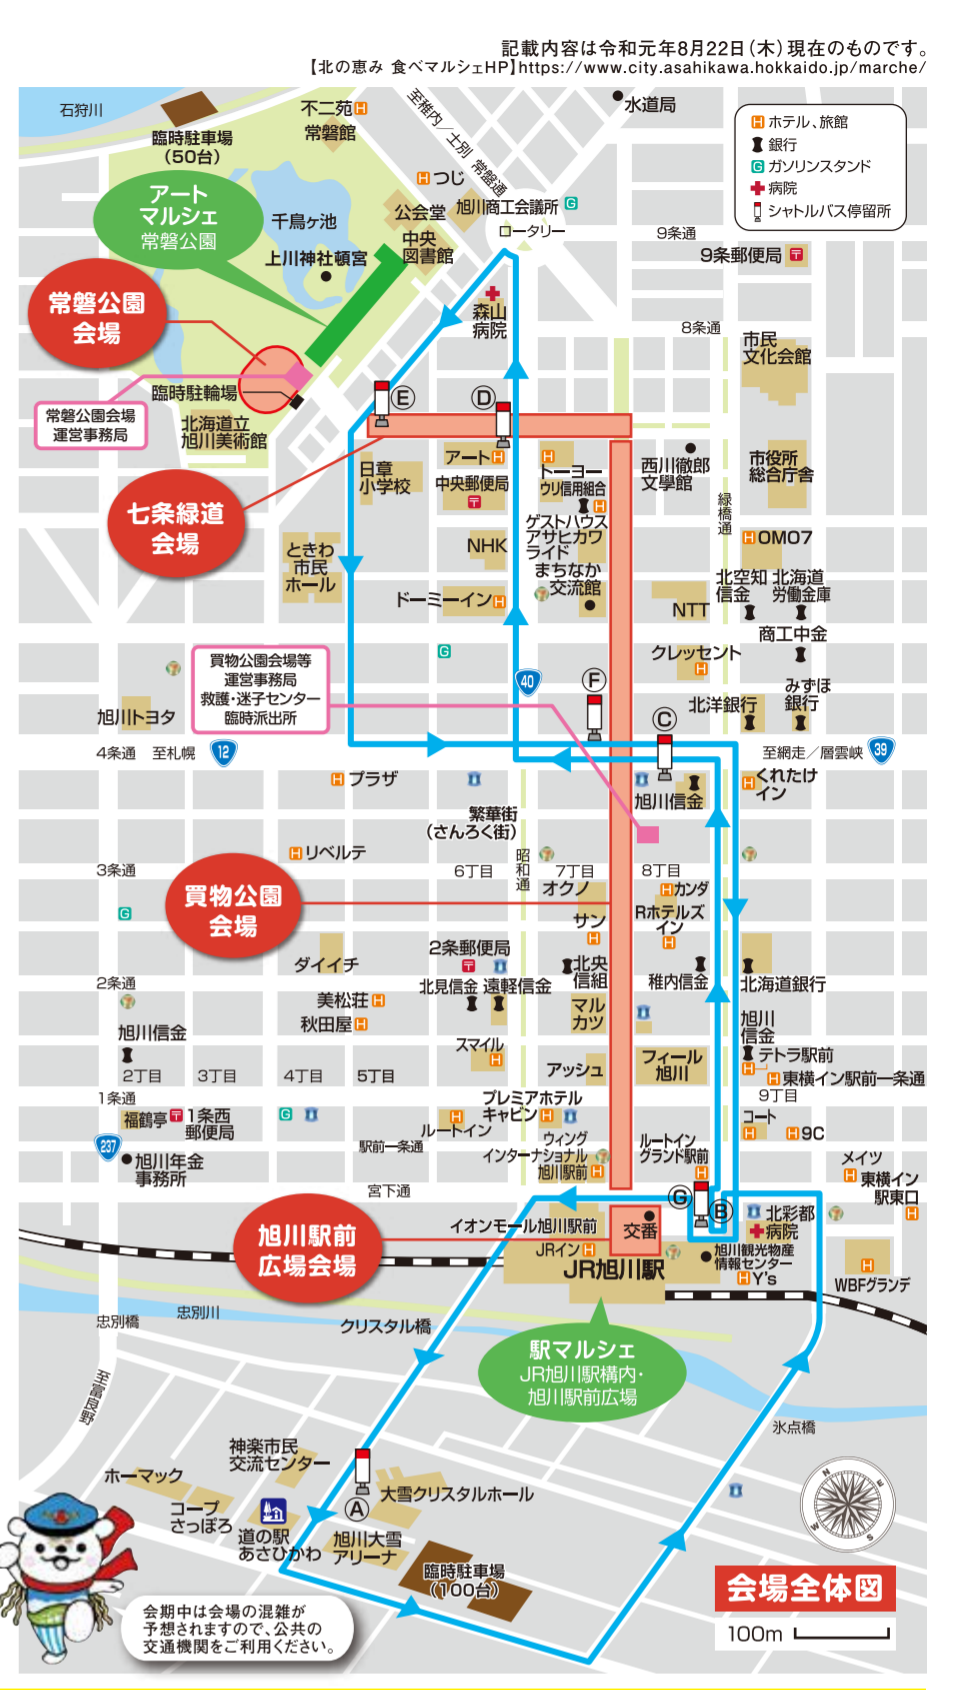 記載内容は令和元年8月22日(木)現在のものです。
【北の恵み 食べマルシェHP】https://www.city.asahikawa.hokkaido.jp/marche/
石狩川
臨時駐車場
(50台)
不二苑H
常磐館
至稚内/士別 常磐通
水道局
Hホテル、旅館
銀行
Gガソリンスタンド
病院
シャトルバス停留所
アート
マルシェ
常磐公園
千鳥ヶ池
上川神社頓宮
Hつじ
公会堂
中央
図書館
旭川商工会議所 G
ロータリー
9条通
9条郵便局
常磐公園
会場
森山
病院
8条通
市民
文化会館
臨時駐輪場
常磐公園会場
運営事務局
北海道立
旭川美術館
E
D
七条緑道
会場
日章
小学校
アートH
中央郵便局
H
トーヨー
ウリ信用組合
H
ゲストハウス
アサヒカワ
ライド
まちなか
交流館
西川徹郎
文學館
市役所
総合庁舎
緑橋通
H OMO7
ときわ
市民
ホール
NHK
ドーミーインH
NTT
北空知
信金
北海道
労働金庫
商工中金
クレッセント
H
みずほ
銀行
北洋銀行
買物公園会場等
運営事務局
救護・迷子センター
臨時派出所
G
40
F
C
旭川トヨタ
4条通 至札幌 12
至網走/層雲峡 39
Hプラザ
旭川信金
Hくれたけ
イン
繁華街
(さんろく街)
Hリベルテ
昭和通
3条通
6丁目
7丁目
8丁目
買物公園
会場
G
オクノ
Hカンダ
サン
H
Rホテルズ
イン
H
ダイイチ
2条郵便局
北見信金 遠軽信金
北央
信組
稚内信金
北海道銀行
2条通
美松荘H
秋田屋H
マル
カツ
旭川信金
旭川
信金
スマイル
H
アッシュ
フィール
旭川
テトラ駅前
H
H東横イン駅前一条通
2丁目
3丁目
4丁目
5丁目
9丁目
1条通
福鶴亭
1条西
郵便局
G
H
ルートイン
プレミアホテル
キャビンH
コート
H
H9C
237
旭川年金
事務所
駅前一条通
ウィング
インターナショナル
旭川駅前H
ルートイン
グランド駅前
H
メイツ
H
東横イン
駅東口
H
宮下通
G
B
旭川駅前
広場会場
イオンモール旭川駅前
JRインH
交番
JR旭川駅
北彩都
病院
旭川観光物産
情報センター
HY's
H
WBFグランデ
忠別橋
忠別川
クリスタル橋
駅マルシェ
JR旭川駅構内・
旭川駅前広場
至富良野
氷点橋
神楽市民
交流センター
ホーマック
コープ
さっぽろ
道の駅
あさひかわ
A
大雪クリスタルホール
旭川大雪
アリーナ
臨時駐車場
(100台)
N
E
S
W
会場全体図
100m
会期中は会場の混雑が
予想されますので、公共の
交通機関をご利用ください。